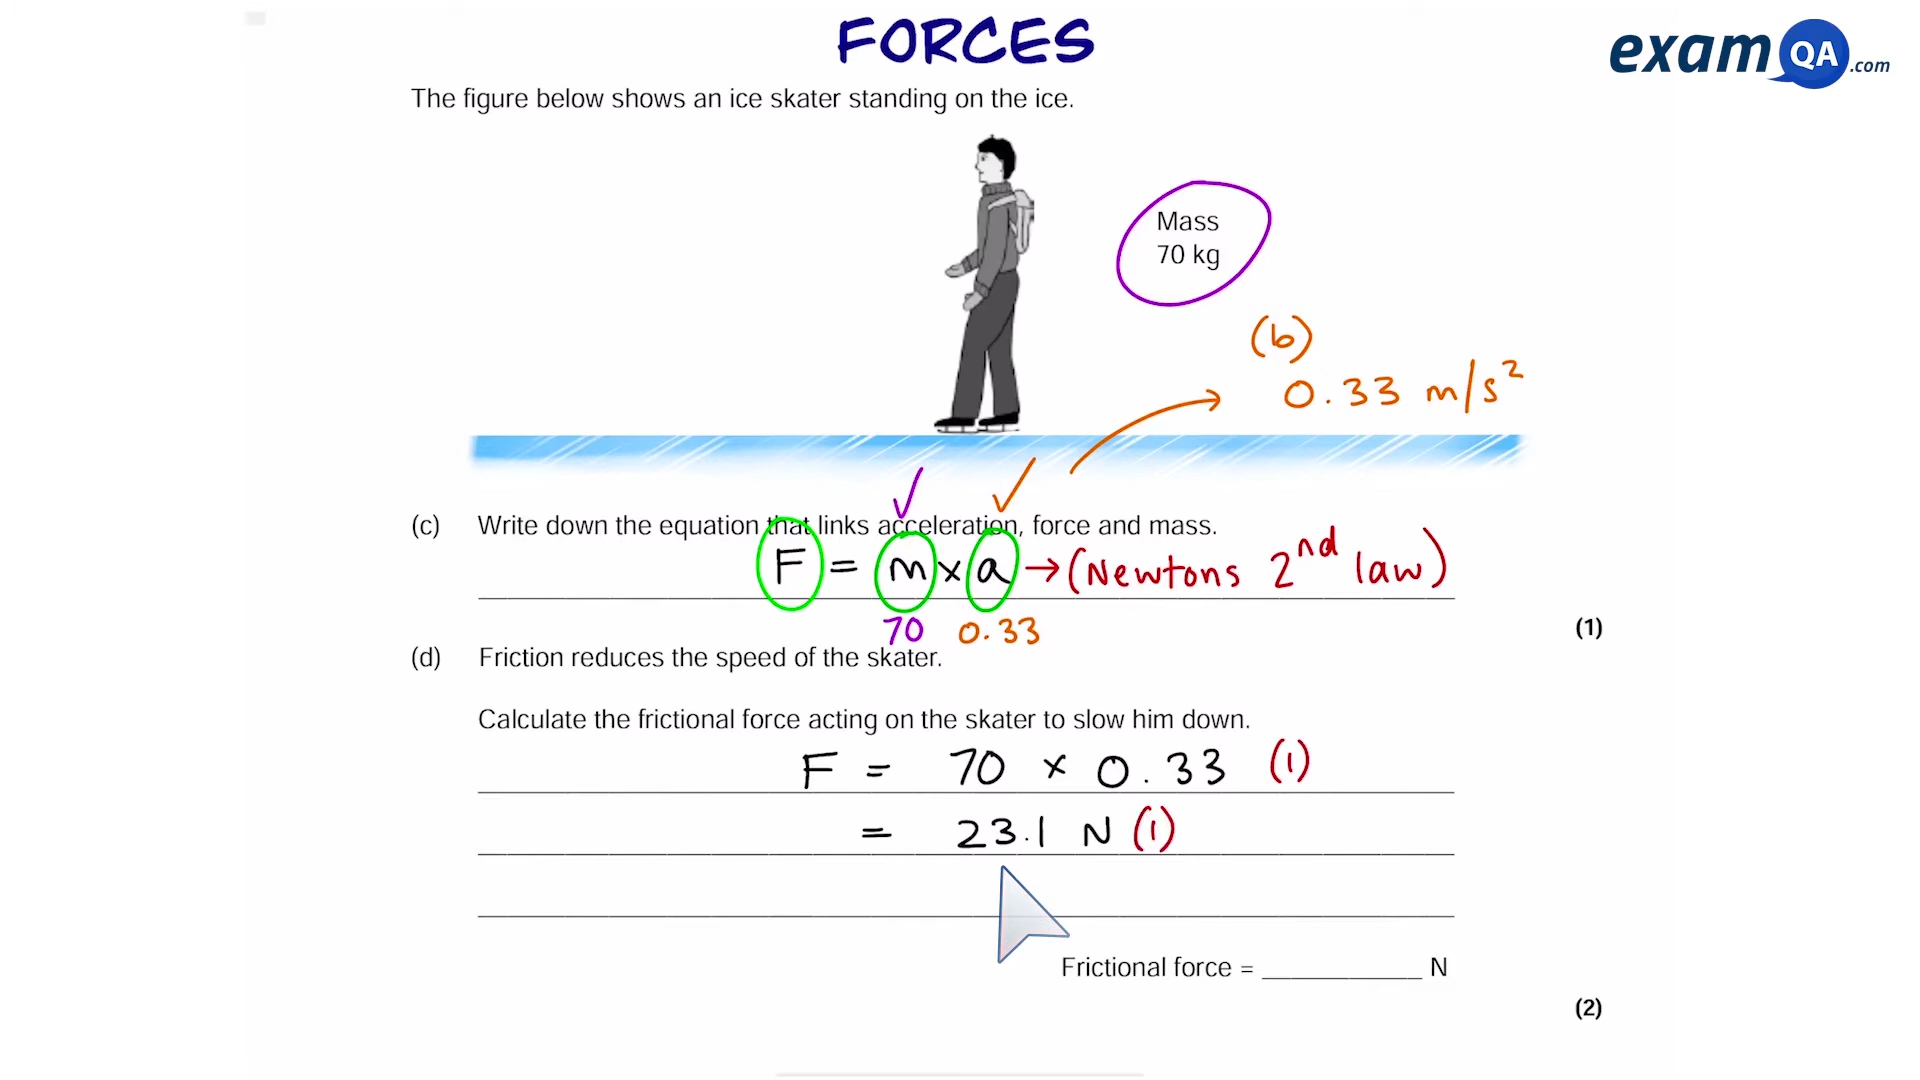 FORCES
examQA.com
The figure below shows an ice skater standing on the ice.
Mass
70 kg
(b)
0.33 m/s²
(c) Write down the equation that links acceleration, force and mass.
F = m × a → (Newtons 2nd law)
(1)
70 0.33
(d) Friction reduces the speed of the skater.
Calculate the frictional force acting on the skater to slow him down.
F = 70 × 0.33 (1)
= 23.1 N (1)
Frictional force = ___________ N
(2)